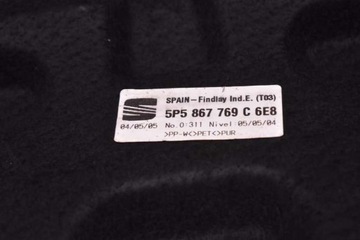 SPAIN-Findlay Ind.E. (T03)
5P5 867 769 C 6E8
04/05/05 No.0:311 Nivel:05/05/04
>PP-W<>PET<>PUR